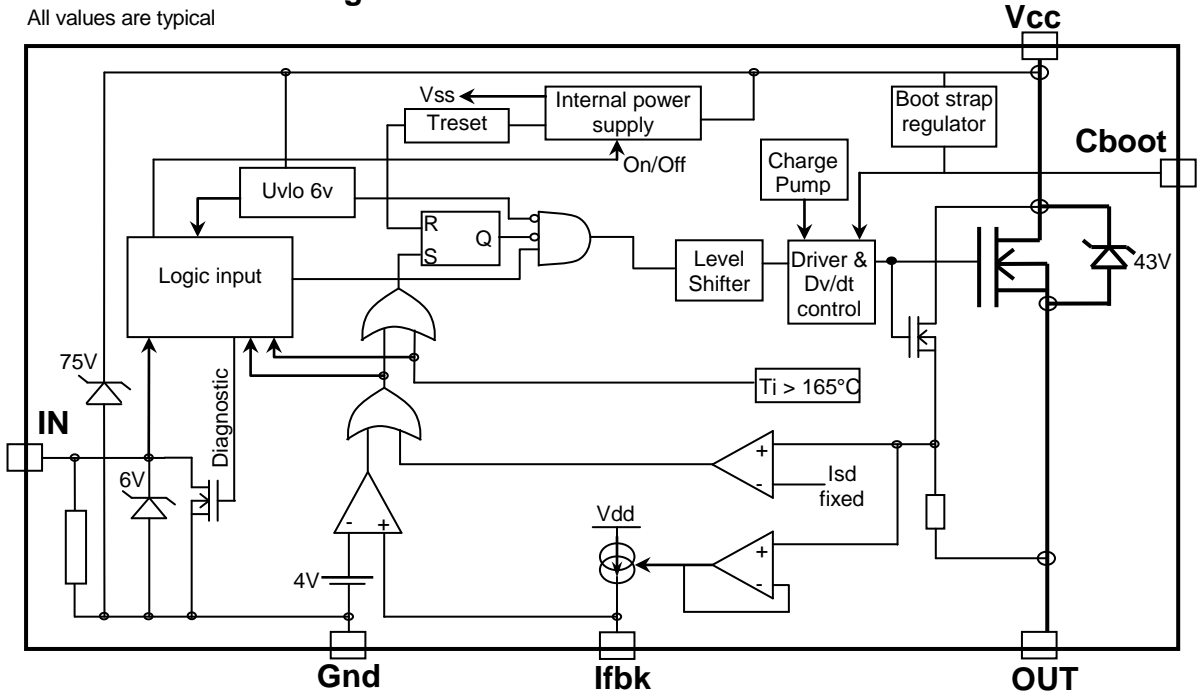 All values are typical
Vcc
Vss
Internal power
supply
Treset
Boot strap
regulator
Cboot
On/Off
Charge
Pump
Uvlo 6v
R
S
Q
Logic input
Level
Shifter
Driver &
Dv/dt
control
43V
75V
Tj > 165°C
Diagnostic
IN
6V
+
-
Isd
fixed
Vdd
- +
+
-
4V
Gnd
Ifbk
OUT